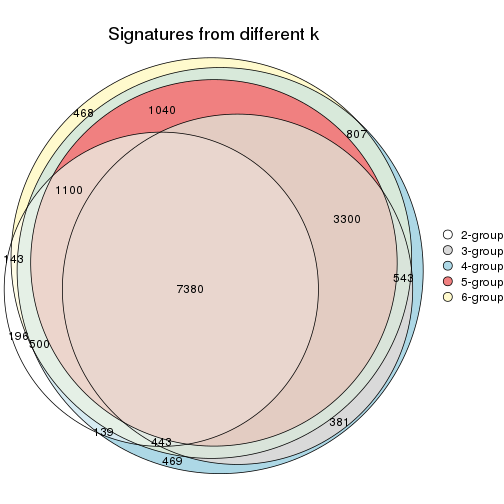 Signatures from different k
468
1040
807
1100
3300
143
7380
543
196
500
139
443
469
381
2-group
3-group
4-group
5-group
6-group